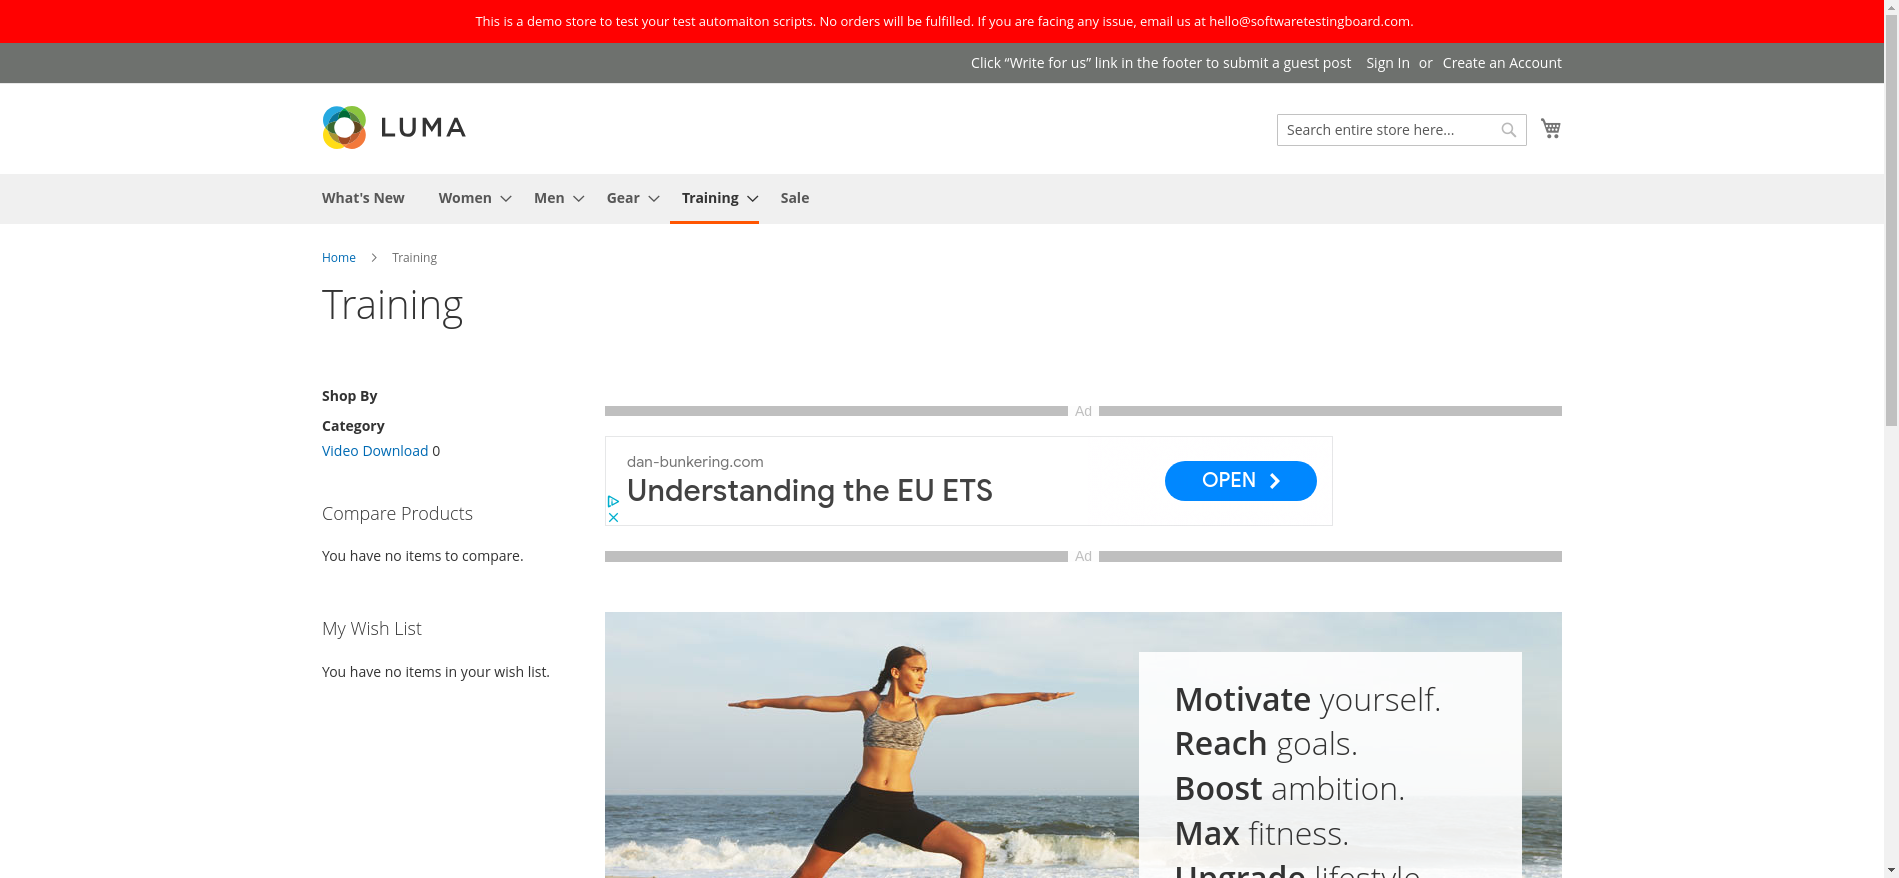 This is a demo store to test your test automaiton scripts. No orders will be fulfilled. If you are facing any issue, email us at hello@softwaretestingboard.com.
Click “Write for us” link in the footer to submit a guest post Sign In or Create an Account
LUMA
Search entire store here...
What's New Women Men Gear Training Sale
Home Training
Training
Shop By
Category
Video Download 0
Compare Products
You have no items to compare.
My Wish List
You have no items in your wish list.
Ad
dan-bunkering.com
Understanding the EU ETS
OPEN
Ad
Motivate yourself.
Reach goals.
Boost ambition.
Max fitness.
Upgrade lifestyle